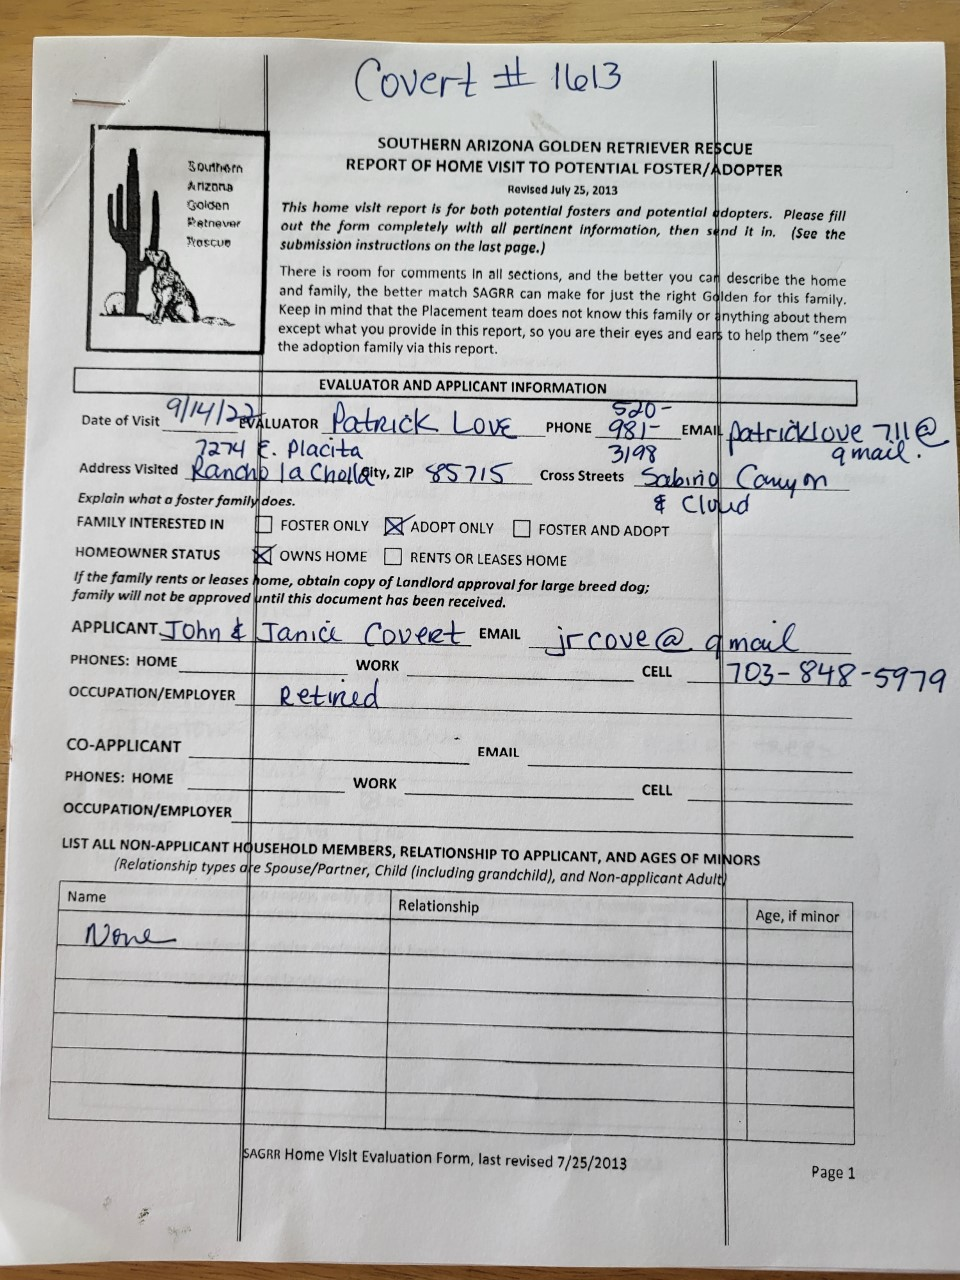 Covert # 1613
Southern
Arizona
Golden
Retriever
Rescue
SOUTHERN ARIZONA GOLDEN RETRIEVER RESCUE
REPORT OF HOME VISIT TO POTENTIAL FOSTER/ADOPTER
Revised July 25, 2013
This home visit report is for both potential fosters and potential adopters. Please fill
out the form completely with all pertinent information, then send it in. (See the
submission instructions on the last page.)
There is room for comments in all sections, and the better you can describe the home
and family, the better match SAGRR can make for just the right Golden for this family.
Keep in mind that the Placement team does not know this family or anything about them
except what you provide in this report, so you are their eyes and ears to help them "see"
the adoption family via this report.
EVALUATOR AND APPLICANT INFORMATION
Date of Visit 9/14/22 EVALUATOR Patrick Love PHONE 520-981-3198 EMAIL patricklove711@gmail.
Address Visited 7274 E. Placita Rancho la Cholla City, ZIP 85715 Cross Streets Sabino Canyon & Cloud
Explain what a foster family does.
FAMILY INTERESTED IN FOSTER ONLY ADOPT ONLY FOSTER AND ADOPT
HOMEOWNER STATUS OWNS HOME RENTS OR LEASES HOME
If the family rents or leases home, obtain copy of Landlord approval for large breed dog;
family will not be approved until this document has been received.
APPLICANT John & Janice Covert EMAIL jrcove@gmail
PHONES: HOME WORK CELL 703-848-5979
OCCUPATION/EMPLOYER Retired
CO-APPLICANT EMAIL
PHONES: HOME WORK CELL
OCCUPATION/EMPLOYER
LIST ALL NON-APPLICANT HOUSEHOLD MEMBERS, RELATIONSHIP TO APPLICANT, AND AGES OF MINORS
(Relationship types are Spouse/Partner, Child (including grandchild), and Non-applicant Adult)
Name Relationship Age, if minor
None
SAGRR Home Visit Evaluation Form, last revised 7/25/2013
Page 1